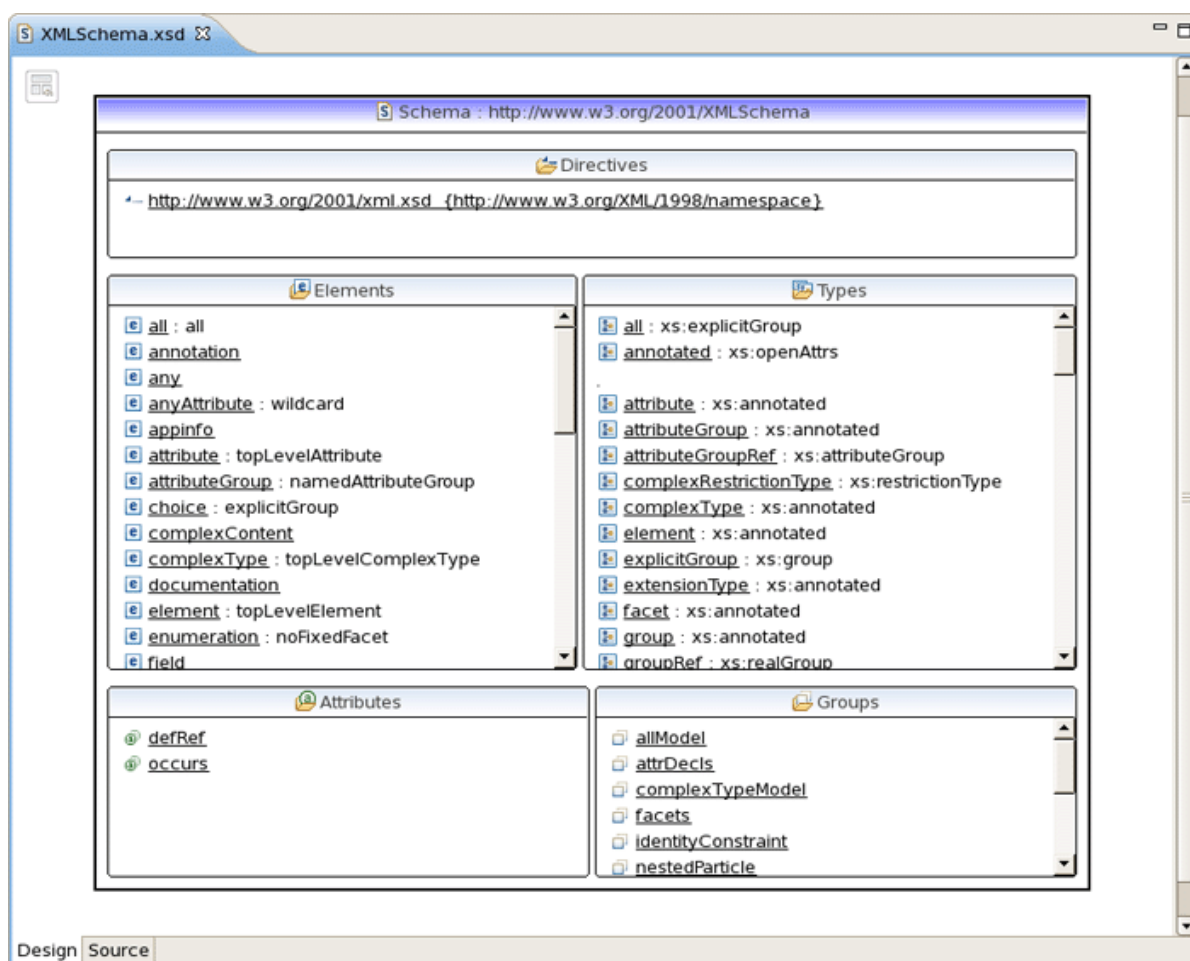 XMLSchema.xsd
Schema : http://www.w3.org/2001/XMLSchema
Directives
http://www.w3.org/2001/xml.xsd {http://www.w3.org/XML/1998/namespace}
Elements
all : all
annotation
any
anyAttribute : wildcard
appinfo
attribute : topLevelAttribute
attributeGroup : namedAttributeGroup
choice : explicitGroup
complexContent
complexType : topLevelComplexType
documentation
element : topLevelElement
enumeration : noFixedFacet
field
Types
all : xs:explicitGroup
annotated : xs:openAttrs
attribute : xs:annotated
attributeGroup : xs:annotated
attributeGroupRef : xs:attributeGroup
complexRestrictionType : xs:restrictionType
complexType : xs:annotated
element : xs:annotated
explicitGroup : xs:group
extensionType : xs:annotated
facet : xs:annotated
group : xs:annotated
groupRef : xs:realGroup
Attributes
defRef
occurs
Groups
allModel
attrDecls
complexTypeModel
facets
identityConstraint
nestedParticle
Design Source